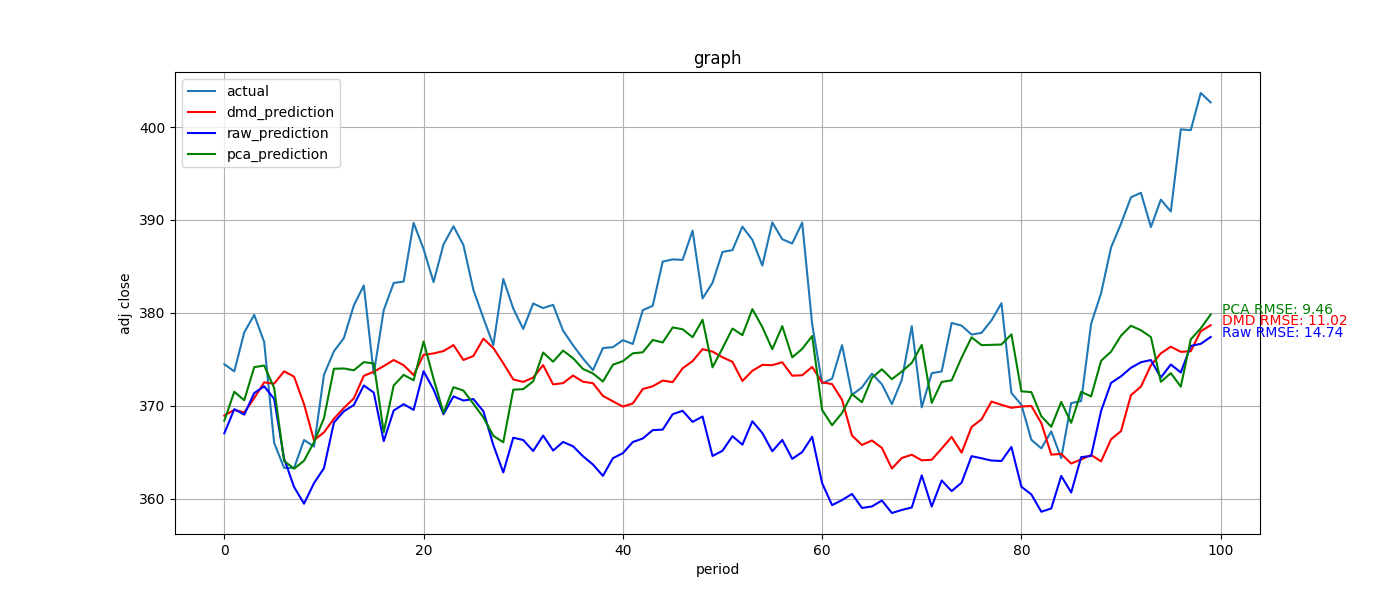 graph
actual
dmd_prediction
raw_prediction
pca_prediction
adj close
400
390
380
370
360
PCA RMSE: 9.46
DMD RMSE: 11.02
Raw RMSE: 14.74
0
20
40
60
80
100
period